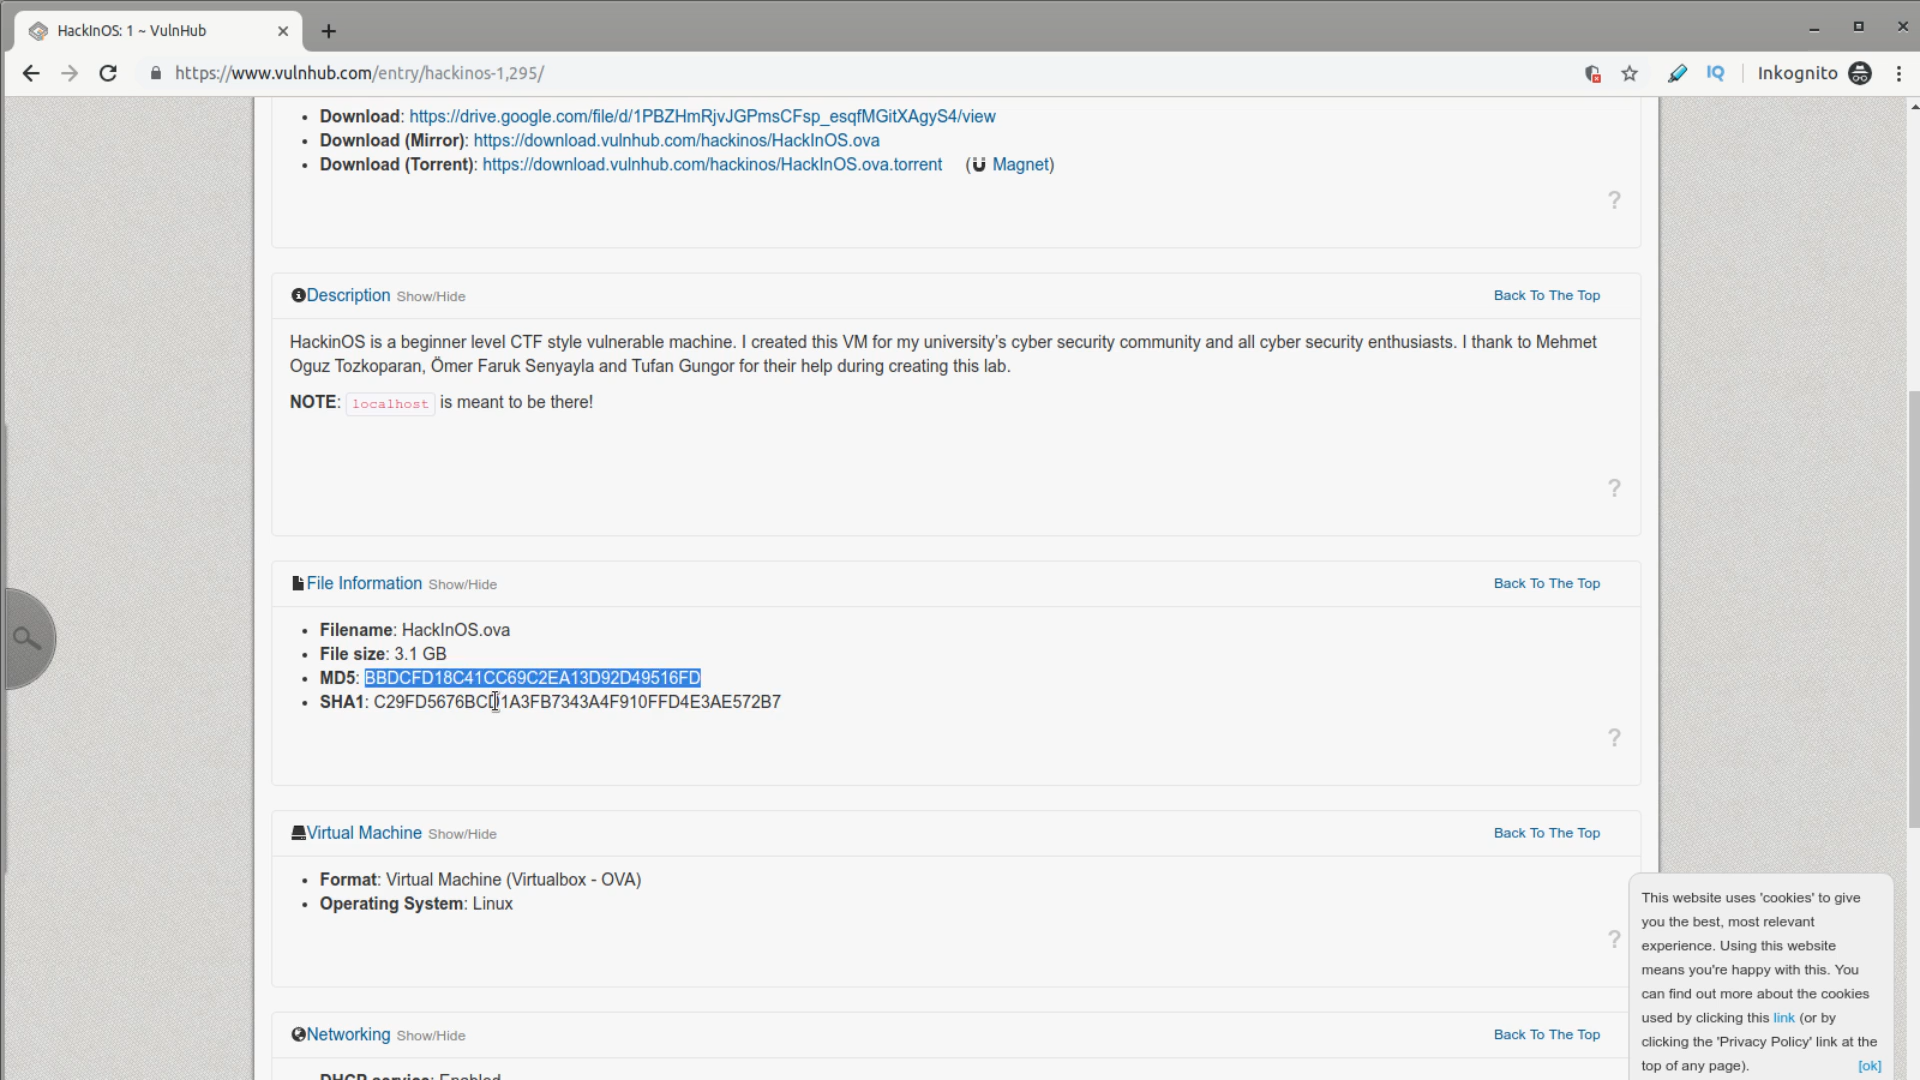 HackInOS: 1 ~ VulnHub
https://www.vulnhub.com/entry/hackinos-1,295/
IQ
Inkognito
Download: https://drive.google.com/file/d/1PBZHmRjvJGPmsCFsp_esqfMGitXAgyS4/view
Download (Mirror): https://download.vulnhub.com/hackinos/HackInOS.ova
Download (Torrent): https://download.vulnhub.com/hackinos/HackInOS.ova.torrent (Magnet)
?
Description Show/Hide
Back To The Top
HackinOS is a beginner level CTF style vulnerable machine. I created this VM for my university’s cyber security community and all cyber security enthusiasts. I thank to Mehmet
Oguz Tozkoparan, Ömer Faruk Senyayla and Tufan Gungor for their help during creating this lab.
NOTE: localhost is meant to be there!
?
File Information Show/Hide
Back To The Top
Filename: HackInOS.ova
File size: 3.1 GB
MD5: BBDCFD18C41CC69C2EA13D92D49516FD
SHA1: C29FD5676BCD1A3FB7343A4F910FFD4E3AE572B7
?
Virtual Machine Show/Hide
Back To The Top
Format: Virtual Machine (Virtualbox - OVA)
Operating System: Linux
?
Networking Show/Hide
Back To The Top
DHCP service: Enabled
This website uses 'cookies' to give
you the best, most relevant
experience. Using this website
means you're happy with this. You
can find out more about the cookies
used by clicking this link (or by
clicking the 'Privacy Policy' link at the
top of any page).
[ok]